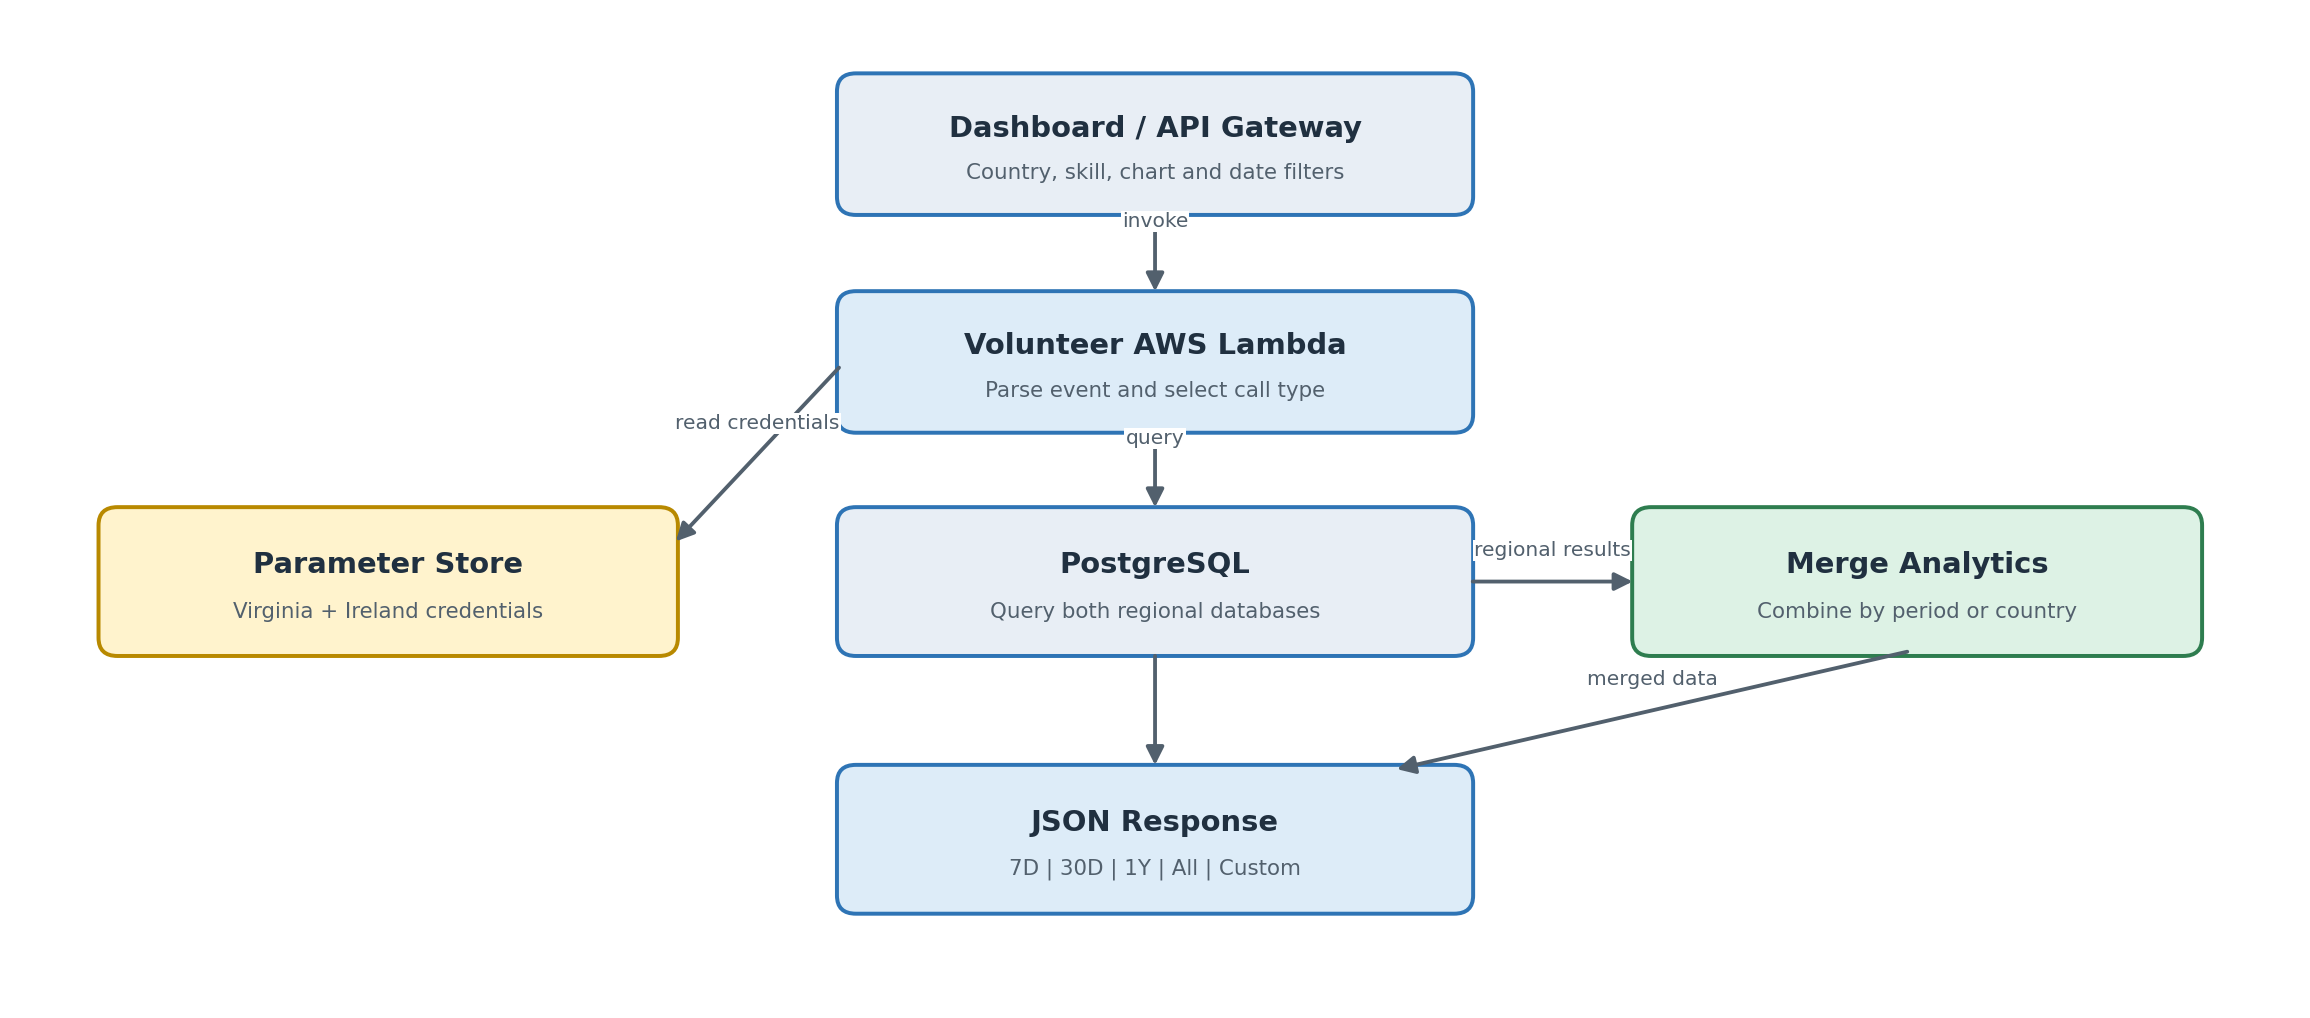 Dashboard / API Gateway
Country, skill, chart and date filters
invoke
Volunteer AWS Lambda
Parse event and select call type
read credentials
query
Parameter Store
Virginia + Ireland credentials
PostgreSQL
Query both regional databases
regional results
Merge Analytics
Combine by period or country
merged data
JSON Response
7D | 30D | 1Y | All | Custom